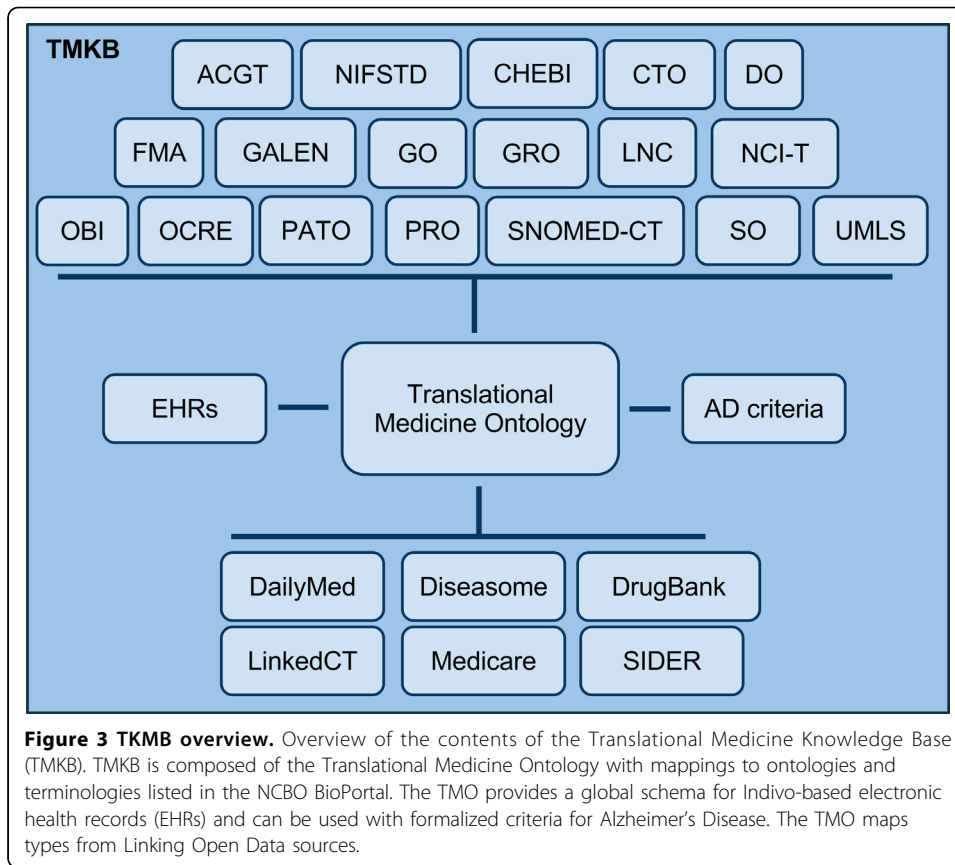 TMKB
ACGT NIFSTD CHEBI CTO DO
FMA GALEN GO GRO LNC NCI-T
OBI OCRE PATO PRO SNOMED-CT SO UMLS
EHRs
Translational
Medicine Ontology
AD criteria
DailyMed Diseasome DrugBank
LinkedCT Medicare SIDER
Figure 3 TKMB overview. Overview of the contents of the Translational Medicine Knowledge Base
(TMKB). TMKB is composed of the Translational Medicine Ontology with mappings to ontologies and
terminologies listed in the NCBO BioPortal. The TMO provides a global schema for Indivo-based electronic
health records (EHRs) and can be used with formalized criteria for Alzheimer's Disease. The TMO maps
types from Linking Open Data sources.